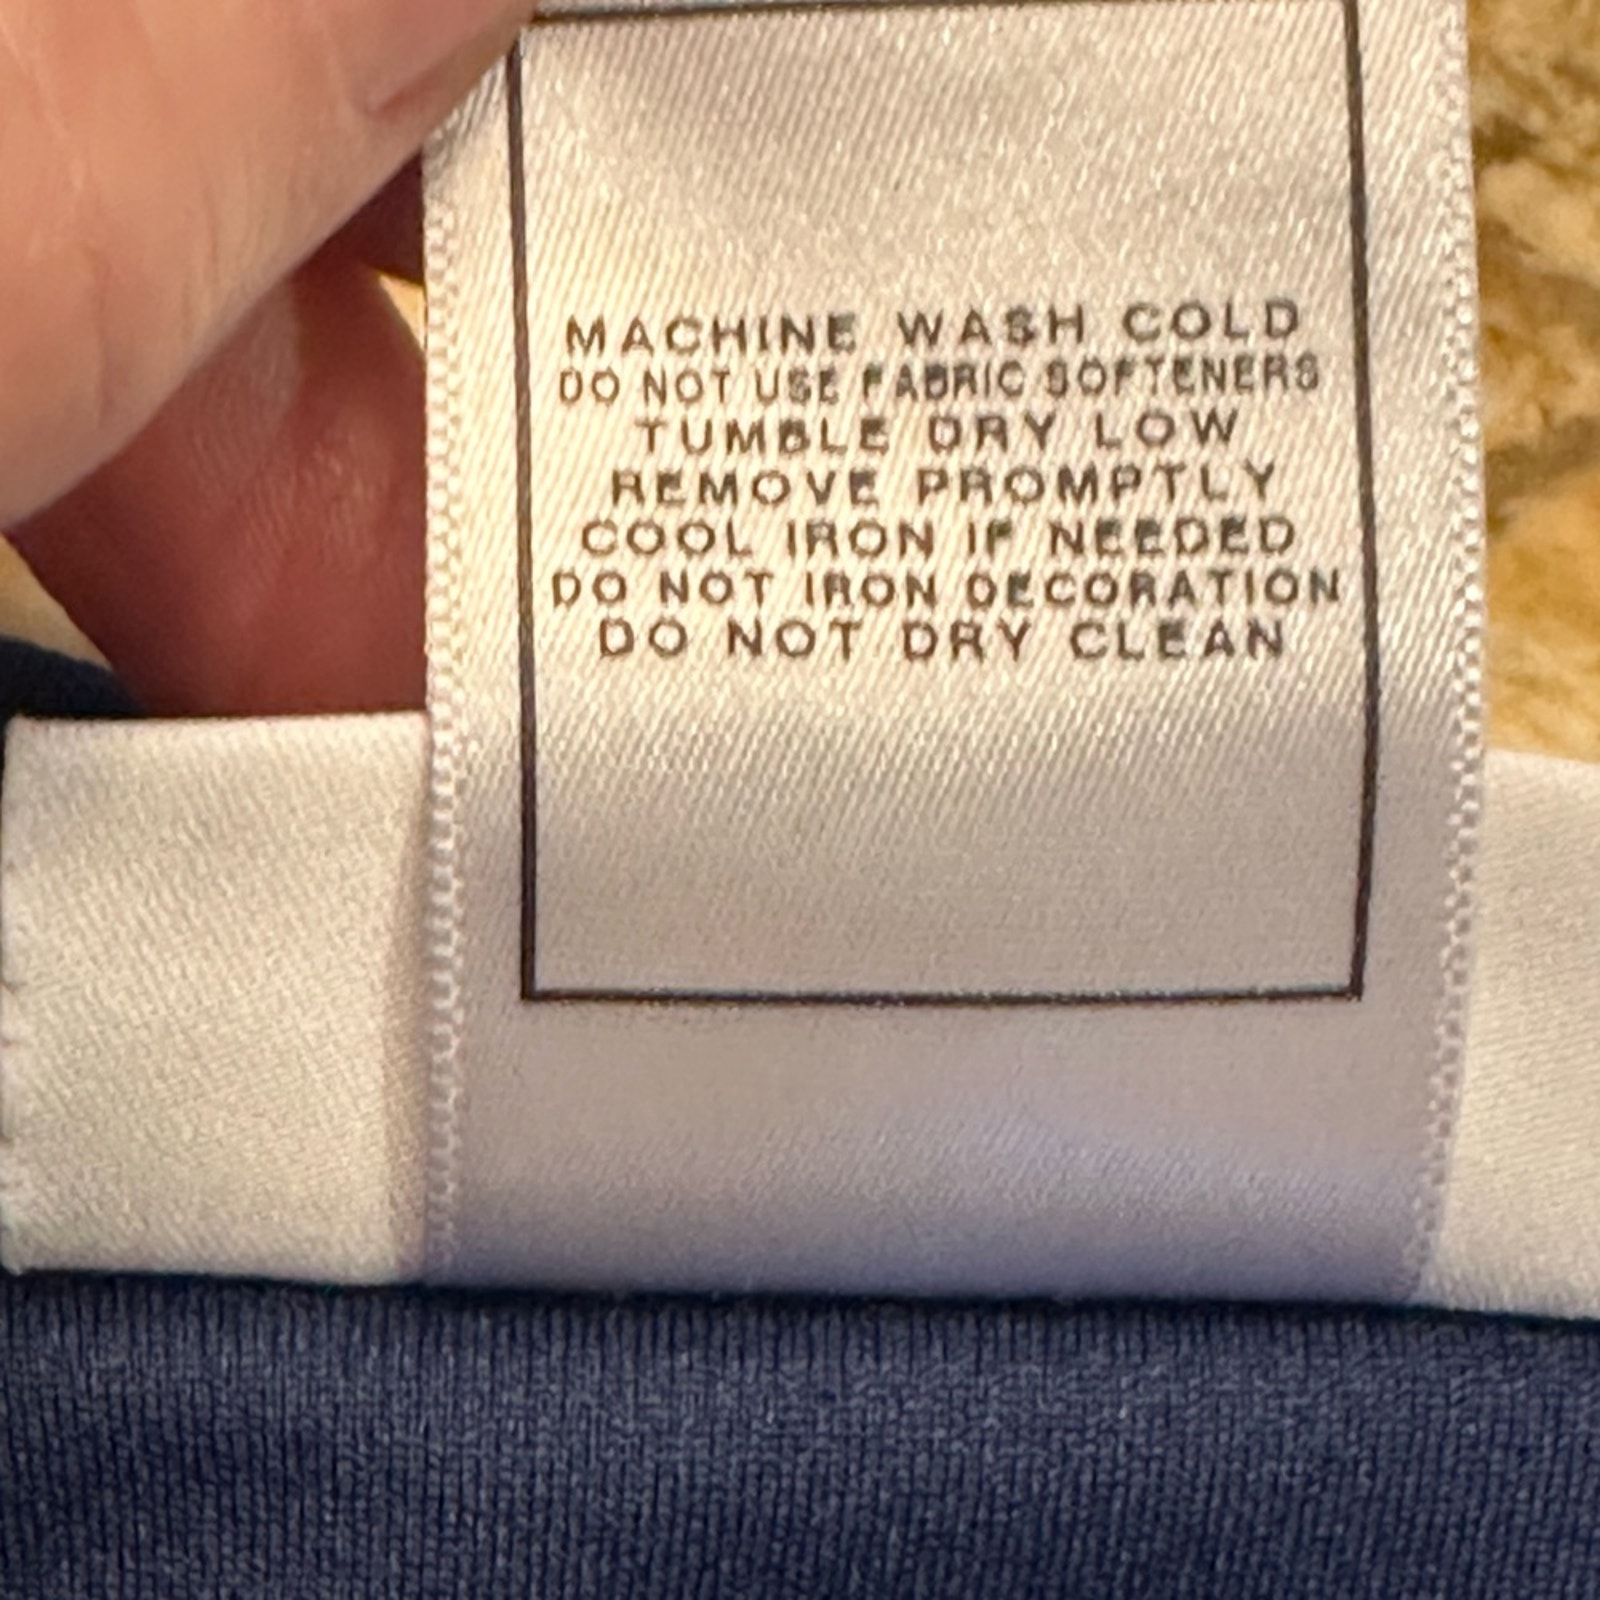 MACHINE WASH COLD
DO NOT USE FABRIC SOFTENERS
TUMBLE DRY LOW
REMOVE PROMPTLY
COOL IRON IF NEEDED
DO NOT IRON DECORATION
DO NOT DRY CLEAN